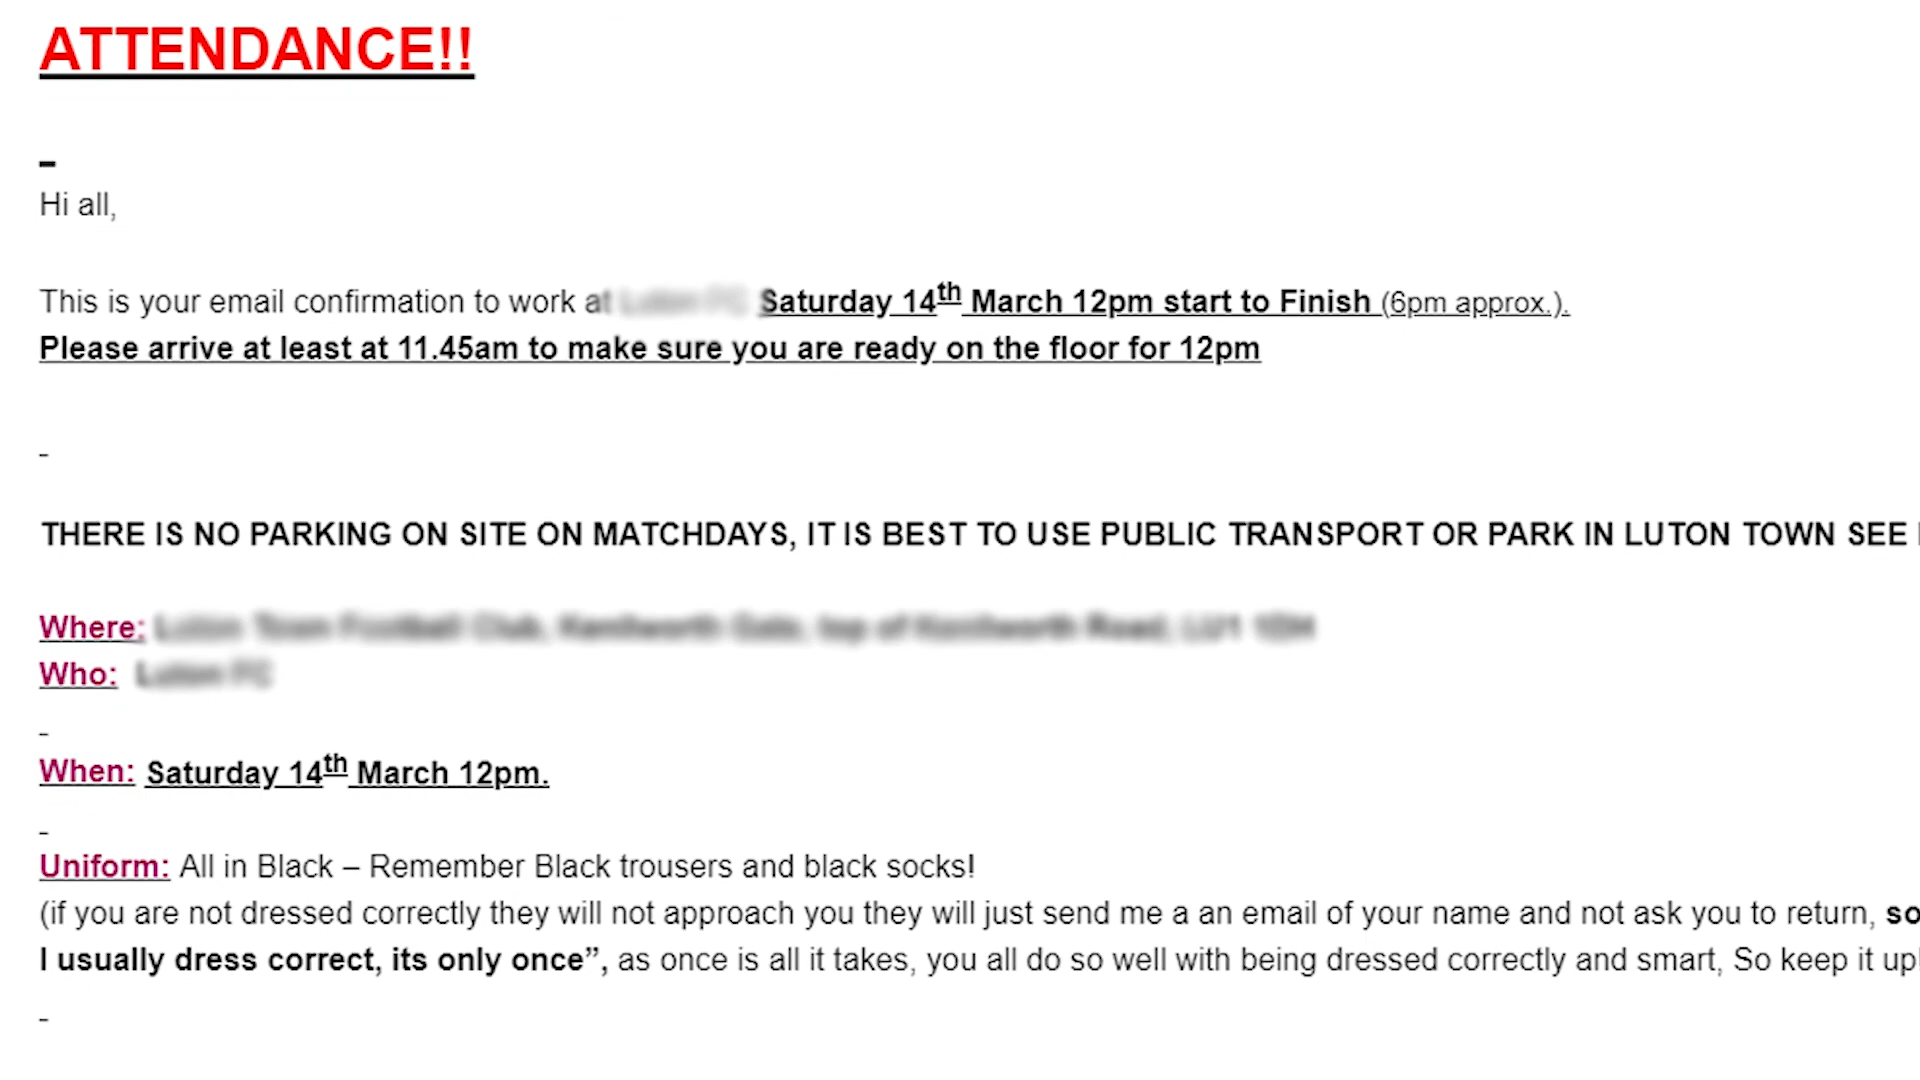 ATTENDANCE!!
-
Hi all,
This is your email confirmation to work at Saturday 14th March 12pm start to Finish (6pm approx.).
Please arrive at least at 11.45am to make sure you are ready on the floor for 12pm
-
THERE IS NO PARKING ON SITE ON MATCHDAYS, IT IS BEST TO USE PUBLIC TRANSPORT OR PARK IN LUTON TOWN SEE
Where:
Who:
-
When: Saturday 14th March 12pm.
-
Uniform: All in Black – Remember Black trousers and black socks!
(if you are not dressed correctly they will not approach you they will just send me a an email of your name and not ask you to return, so
I usually dress correct, its only once”, as once is all it takes, you all do so well with being dressed correctly and smart, So keep it up
-